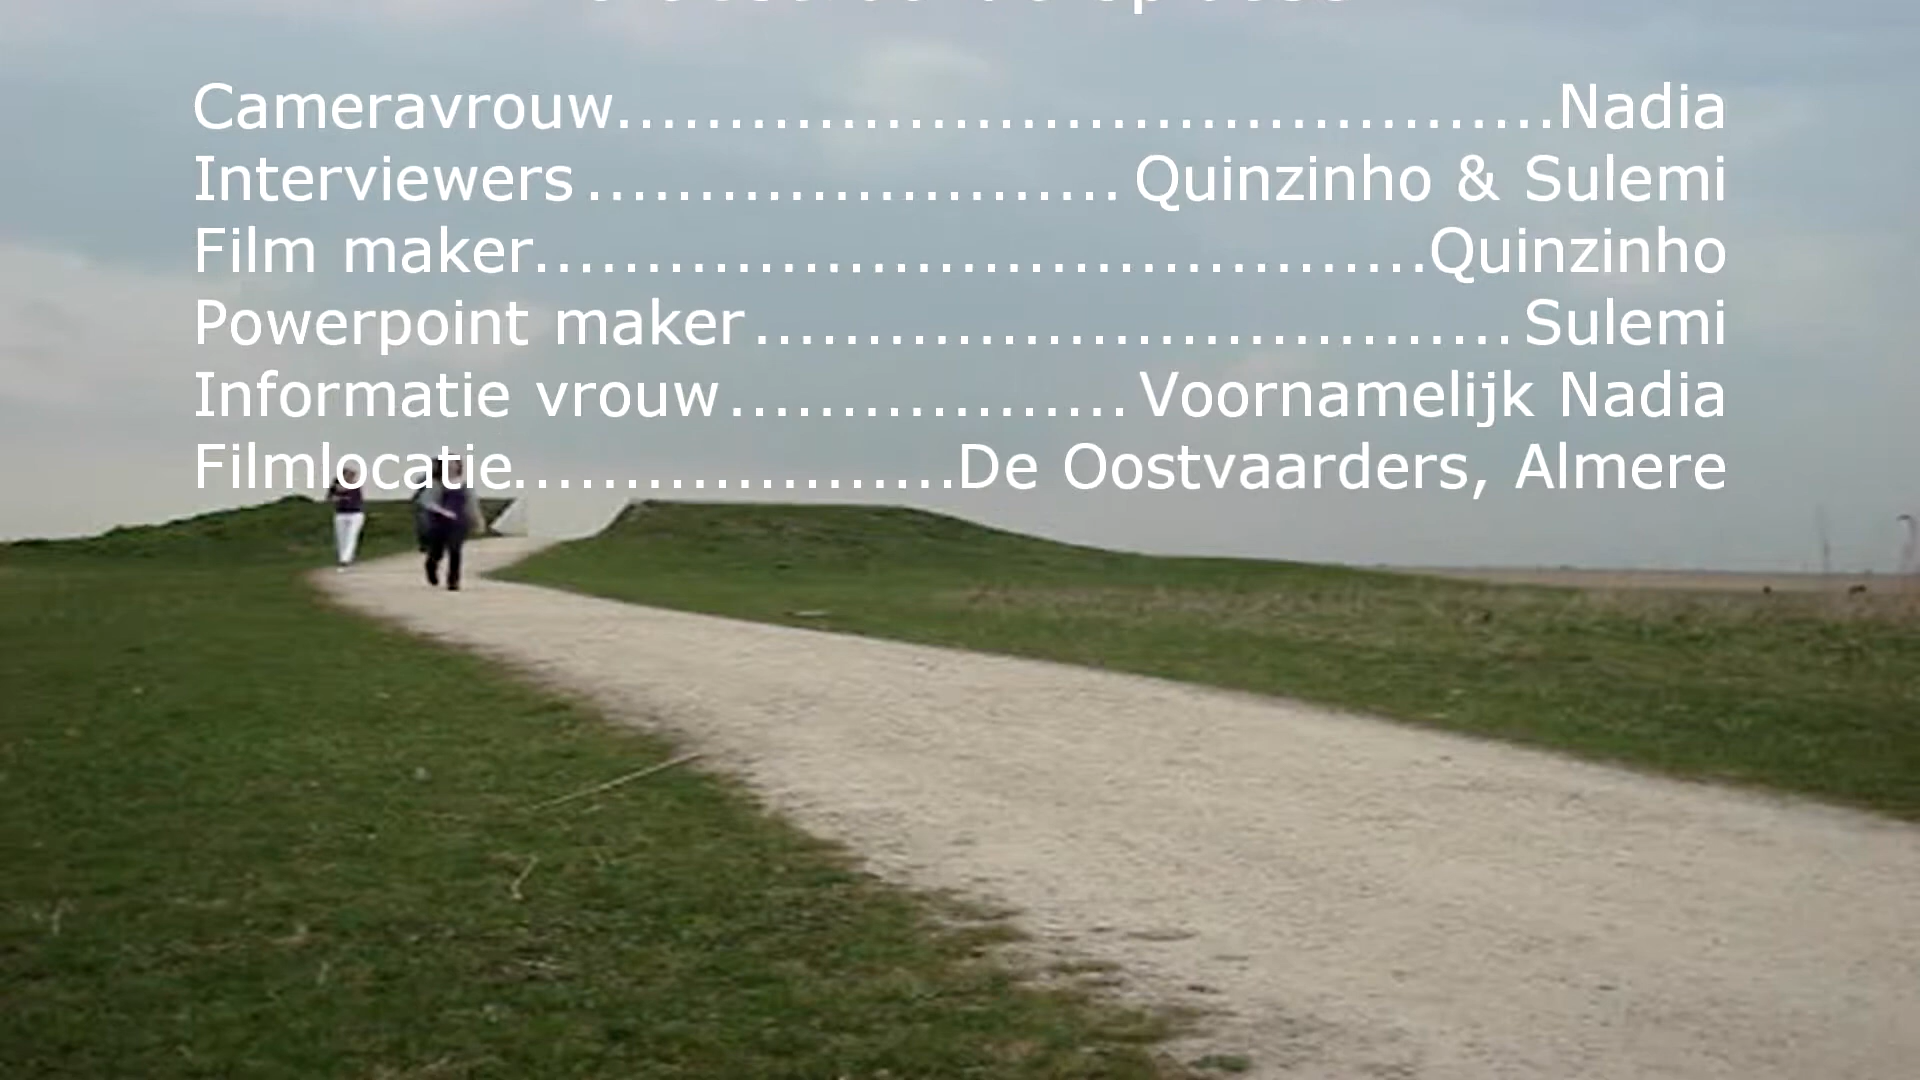 Cameravrouw..........................................Nadia
Interviewers........................Quinzinho & Sulemi
Film maker........................................Quinzinho
Powerpoint maker..................................Sulemi
Informatie vrouw..................Voornamelijk Nadia
Filmlocatie....................De Oostvaarders, Almere